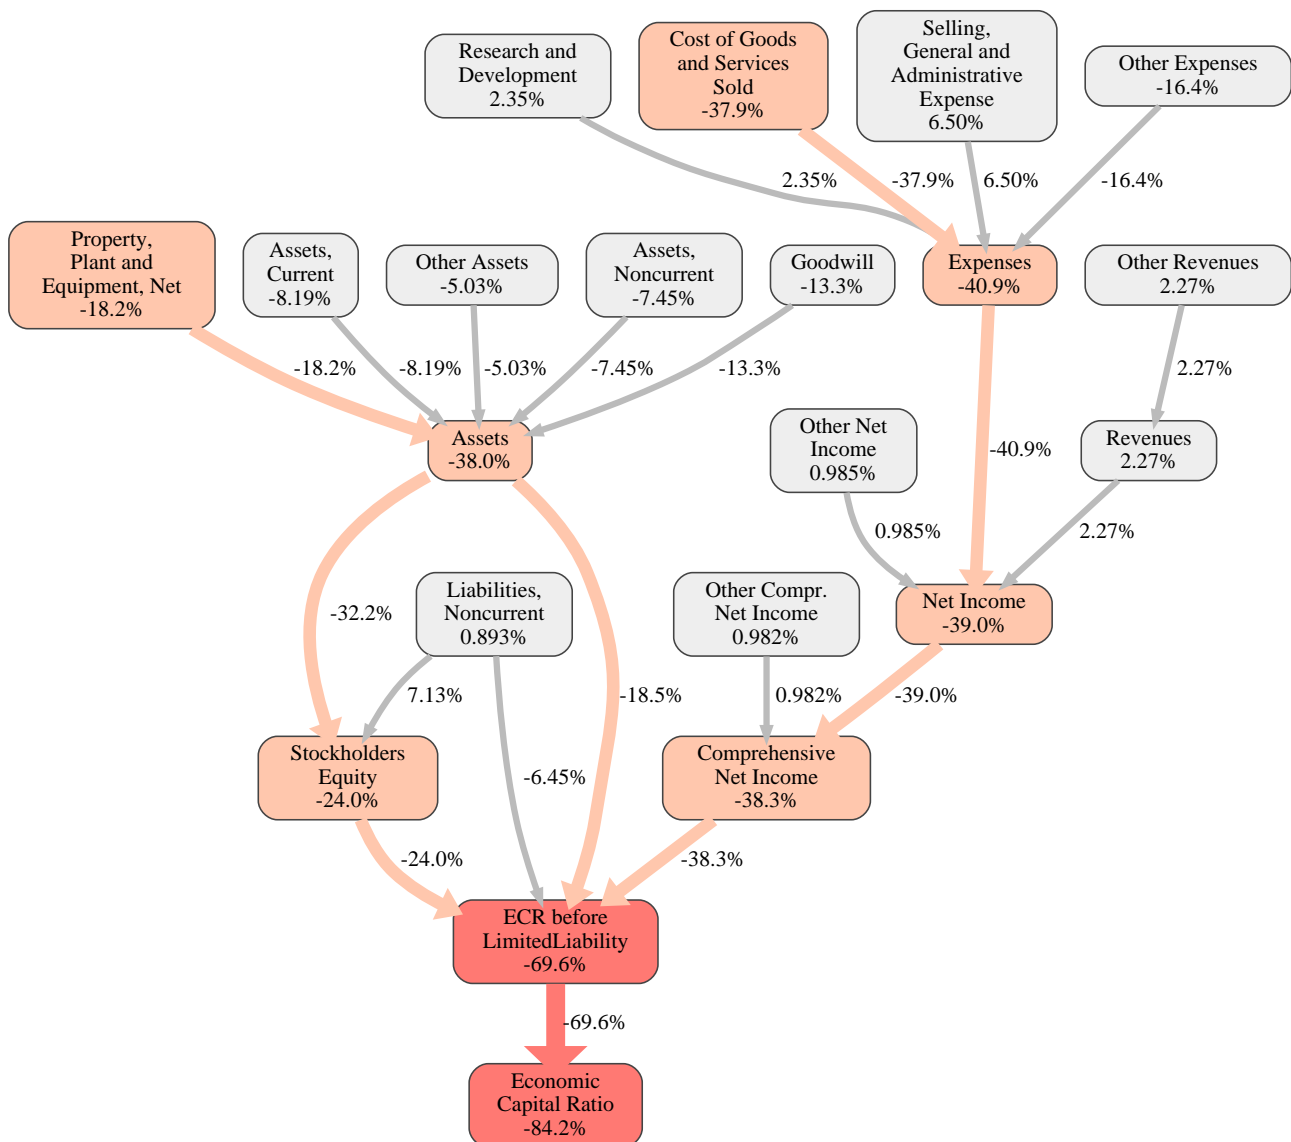 Research and
Development
2.35%
Cost of Goods
and Services
Sold
-37.9%
Selling,
General and
Administrative
Expense
6.50%
Other Expenses
-16.4%
2.35%
-37.9%
6.50%
-16.4%
Property,
Plant and
Equipment, Net
-18.2%
Assets,
Current
-8.19%
Other Assets
-5.03%
Assets,
Noncurrent
-7.45%
Goodwill
-13.3%
Expenses
-40.9%
Other Revenues
2.27%
-18.2%
-8.19%
-5.03%
-7.45%
-13.3%
2.27%
Assets
-38.0%
Other Net
Income
0.985%
-40.9%
Revenues
2.27%
0.985%
2.27%
-32.2%
Liabilities,
Noncurrent
0.893%
Other Compr.
Net Income
0.982%
Net Income
-39.0%
7.13%
-18.5%
0.982%
-39.0%
Stockholders
Equity
-24.0%
-6.45%
Comprehensive
Net Income
-38.3%
-24.0%
-38.3%
ECR before
LimitedLiability
-69.6%
-69.6%
Economic
Capital Ratio
-84.2%